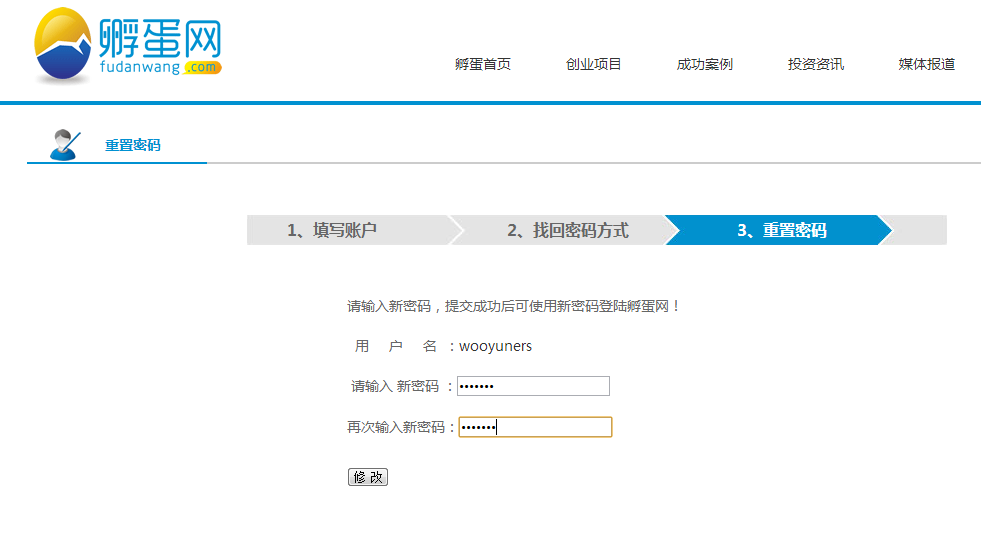 孵蛋网
fudanwang.com
孵蛋首页 创业项目 成功案例 投资资讯 媒体报道
重置密码
1、填写账户 2、找回密码方式 3、重置密码
请输入新密码，提交成功后可使用新密码登陆孵蛋网！
用 户 名 ：wooyuners
请输入 新密码 ：•••••••
再次输入新密码：•••••••
修 改